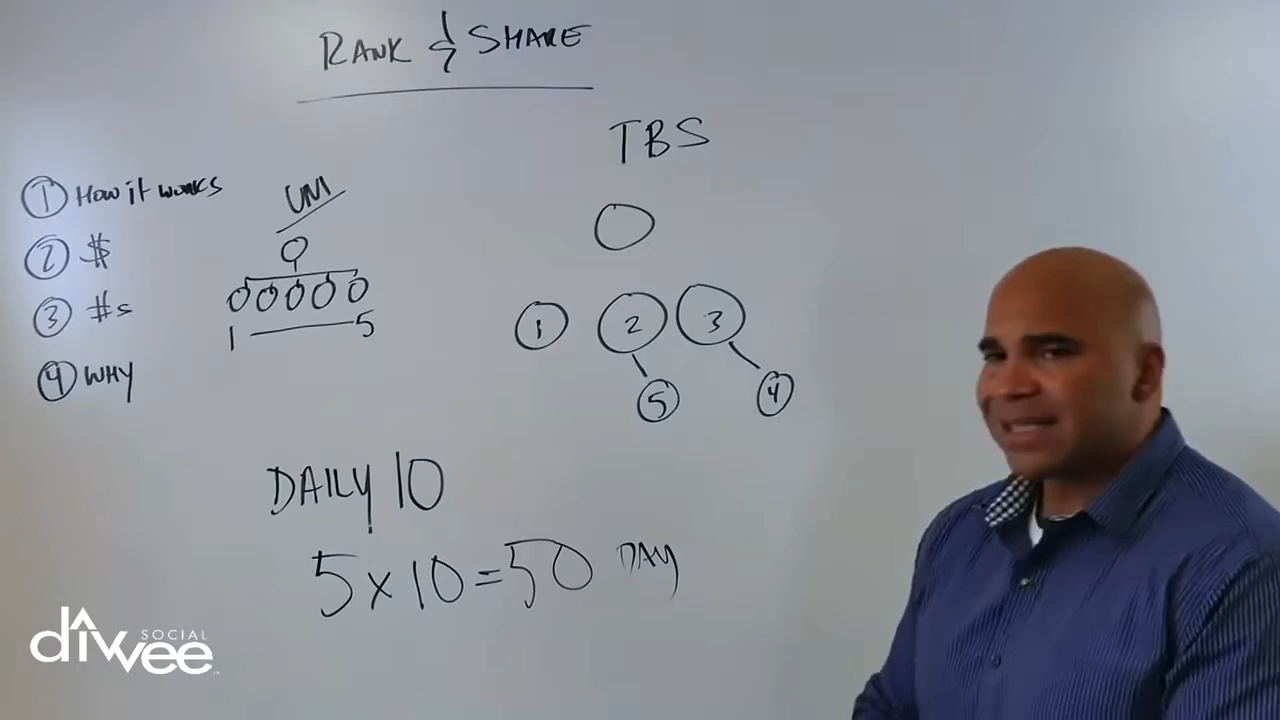 RANK & SHARE
TBS
① How it works
② $
③ #s
④ WHY
UNI
1 5
1 2 3
5 4
DAILY 10
5 x 10 = 50 DAY
divvee SOCIAL